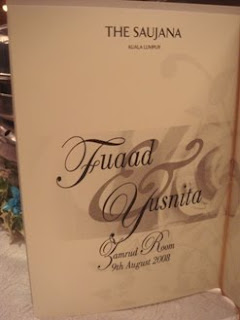 THE SAUJANA
KUALA LUMPUR
Fuaad
&
Yusnita
Zamrud Room
9th August 2008